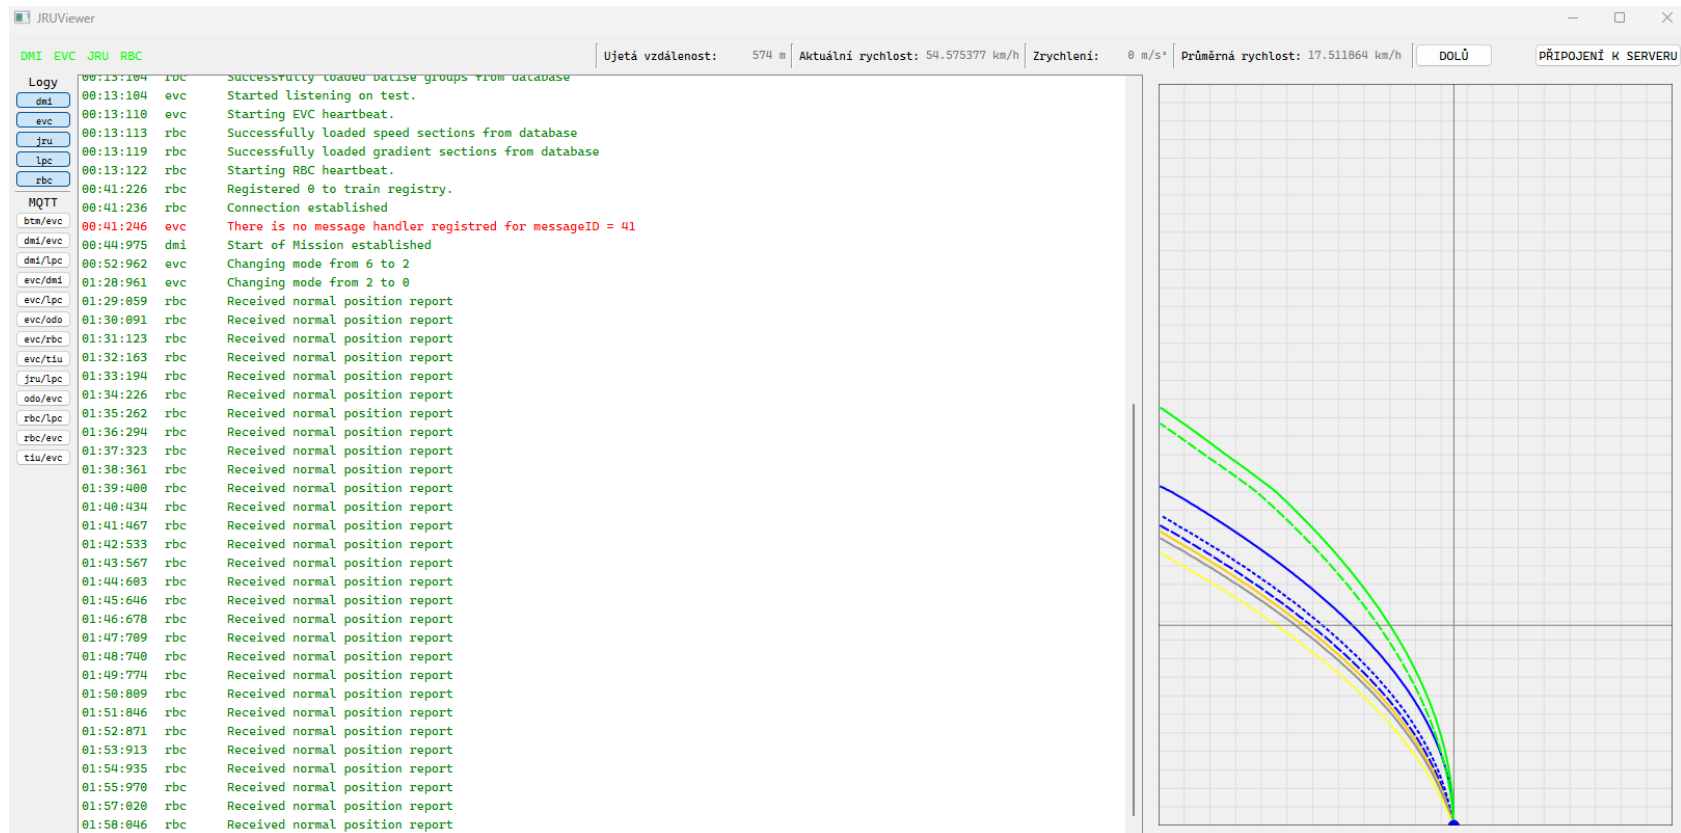 JRUViewer
DMI EVC JRU RBC
Ujetá vzdálenost: 574 m Aktuální rychlost: 54.575377 km/h Zrychlení: 0 m/s² Průměrná rychlost: 17.511864 km/h DOLŮ PŘIPOJENÍ K SERVERU
Logy
dmi
evc
jru
lpc
rbc
MQTT
btm/evc
dmi/evc
dmi/lpc
evc/dmi
evc/lpc
evc/odo
evc/rbc
evc/tiu
jru/lpc
odo/evc
rbc/lpc
rbc/evc
tiu/evc
00:13:104 rbc Successfully loaded balise groups from database
00:13:104 evc Started listening on test.
00:13:110 evc Starting EVC heartbeat.
00:13:113 rbc Successfully loaded speed sections from database
00:13:119 rbc Successfully loaded gradient sections from database
00:13:122 rbc Starting RBC heartbeat.
00:41:226 rbc Registered 0 to train registry.
00:41:236 rbc Connection established
00:41:246 evc There is no message handler registred for messageID = 41
00:44:975 dmi Start of Mission established
00:52:962 evc Changing mode from 6 to 2
01:28:961 evc Changing mode from 2 to 0
01:29:059 rbc Received normal position report
01:30:091 rbc Received normal position report
01:31:123 rbc Received normal position report
01:32:163 rbc Received normal position report
01:33:194 rbc Received normal position report
01:34:226 rbc Received normal position report
01:35:262 rbc Received normal position report
01:36:294 rbc Received normal position report
01:37:323 rbc Received normal position report
01:38:361 rbc Received normal position report
01:39:400 rbc Received normal position report
01:40:434 rbc Received normal position report
01:41:467 rbc Received normal position report
01:42:533 rbc Received normal position report
01:43:567 rbc Received normal position report
01:44:603 rbc Received normal position report
01:45:646 rbc Received normal position report
01:46:678 rbc Received normal position report
01:47:709 rbc Received normal position report
01:48:740 rbc Received normal position report
01:49:774 rbc Received normal position report
01:50:809 rbc Received normal position report
01:51:846 rbc Received normal position report
01:52:871 rbc Received normal position report
01:53:913 rbc Received normal position report
01:54:935 rbc Received normal position report
01:55:970 rbc Received normal position report
01:57:020 rbc Received normal position report
01:58:046 rbc Received normal position report